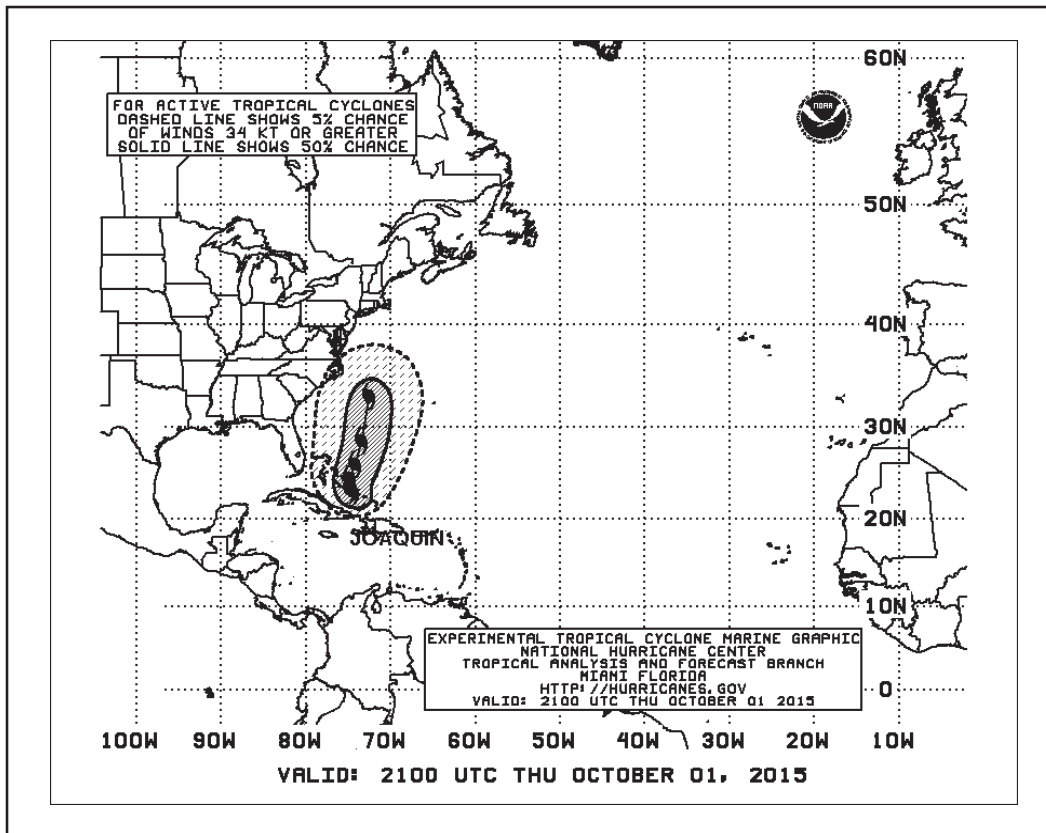 60N
FOR ACTIVE TROPICAL CYCLONES
DASHED LINE SHOWS 5% CHANCE
OF WINDS 34 KT OR GREATER
SOLID LINE SHOWS 50% CHANCE
NOAA
50N
40N
30N
20N
JOAQUIN
10N
EXPERIMENTAL TROPICAL CYCLONE MARINE GRAPHIC
NATIONAL HURRICANE CENTER
TROPICAL ANALYSIS AND FORECAST BRANCH
MIAMI FLORIDA
HTTP://HURRICANES.GOV
VALID: 2100 UTC THU OCTOBER 01 2015
0
100W 90W 80W 70W 60W 50W 40W 30W 20W 10W
VALID: 2100 UTC THU OCTOBER 01, 2015